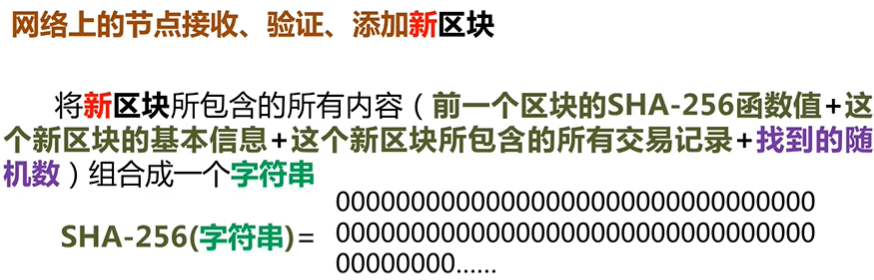 网络上的节点接收、验证、添加新区块
将新区块所包含的所有内容（前一个区块的SHA-256函数值+这
个新区块的基本信息+这个新区块所包含的所有交易记录+找到的随
机数）组合成一个字符串
SHA-256(字符串)=
00000000000000000000000000000000
00000000000000000000000000000000
00000000......